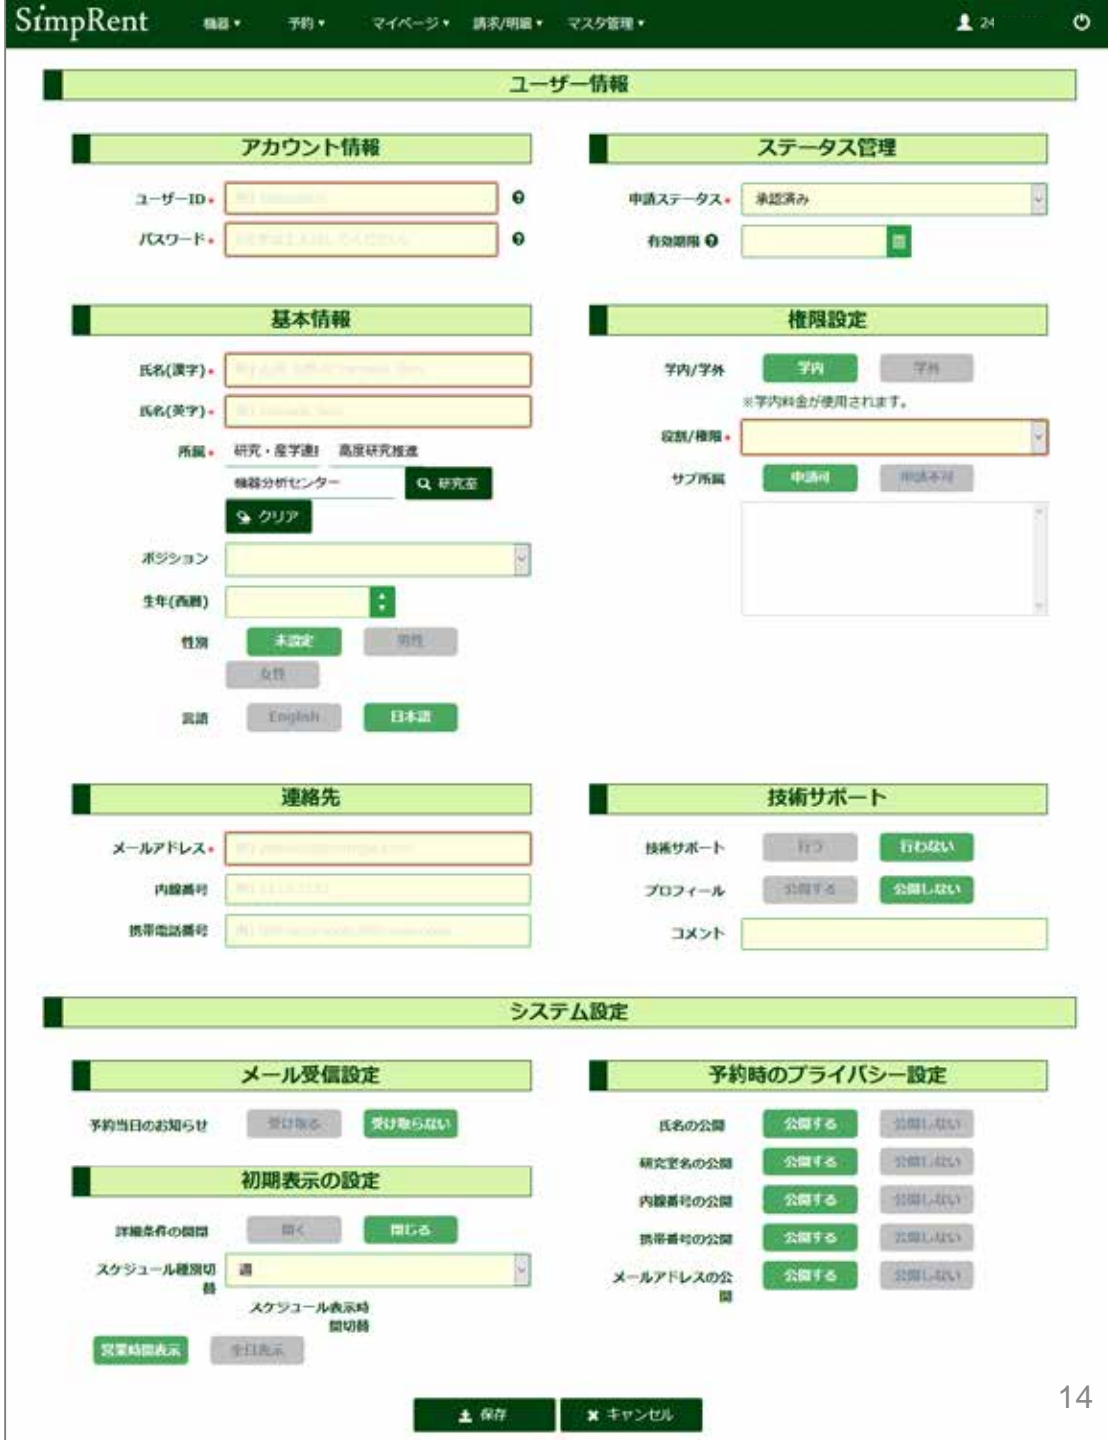 SimpRent 機器▼ 予約▼ マイページ▼ 請求/明細▼ マスタ管理▼ 24
ユーザー情報
アカウント情報
ユーザーID*
パスワード*
ステータス管理
申請ステータス* 承認済み
有効期限
基本情報
氏名(漢字)*
氏名(英字)*
所属* 研究・産学連 高度研究推進
機器分析センター 研究室
クリア
ポジション
生年(西暦)
性別 未設定 男性
女性
言語 English 日本語
権限設定
学内/学外 学内 学外
※学内料金が使用されます。
役割/権限*
サブ所属 申請可 申請不可
連絡先
メールアドレス*
内線番号
携帯電話番号
技術サポート
技術サポート 行う 行わない
プロフィール 公開する 公開しない
コメント
システム設定
メール受信設定
予約当日のお知らせ 受け取る 受け取らない
初期表示の設定
詳細条件の開閉 開く 閉じる
スケジュール種別切
替
週
スケジュール表示時
間切替
営業時間表示 全日表示
予約時のプライバシー設定
氏名の公開 公開する 公開しない
研究室名の公開 公開する 公開しない
内線番号の公開 公開する 公開しない
携帯番号の公開 公開する 公開しない
メールアドレスの公
開
公開する 公開しない
保存 キャンセル
14